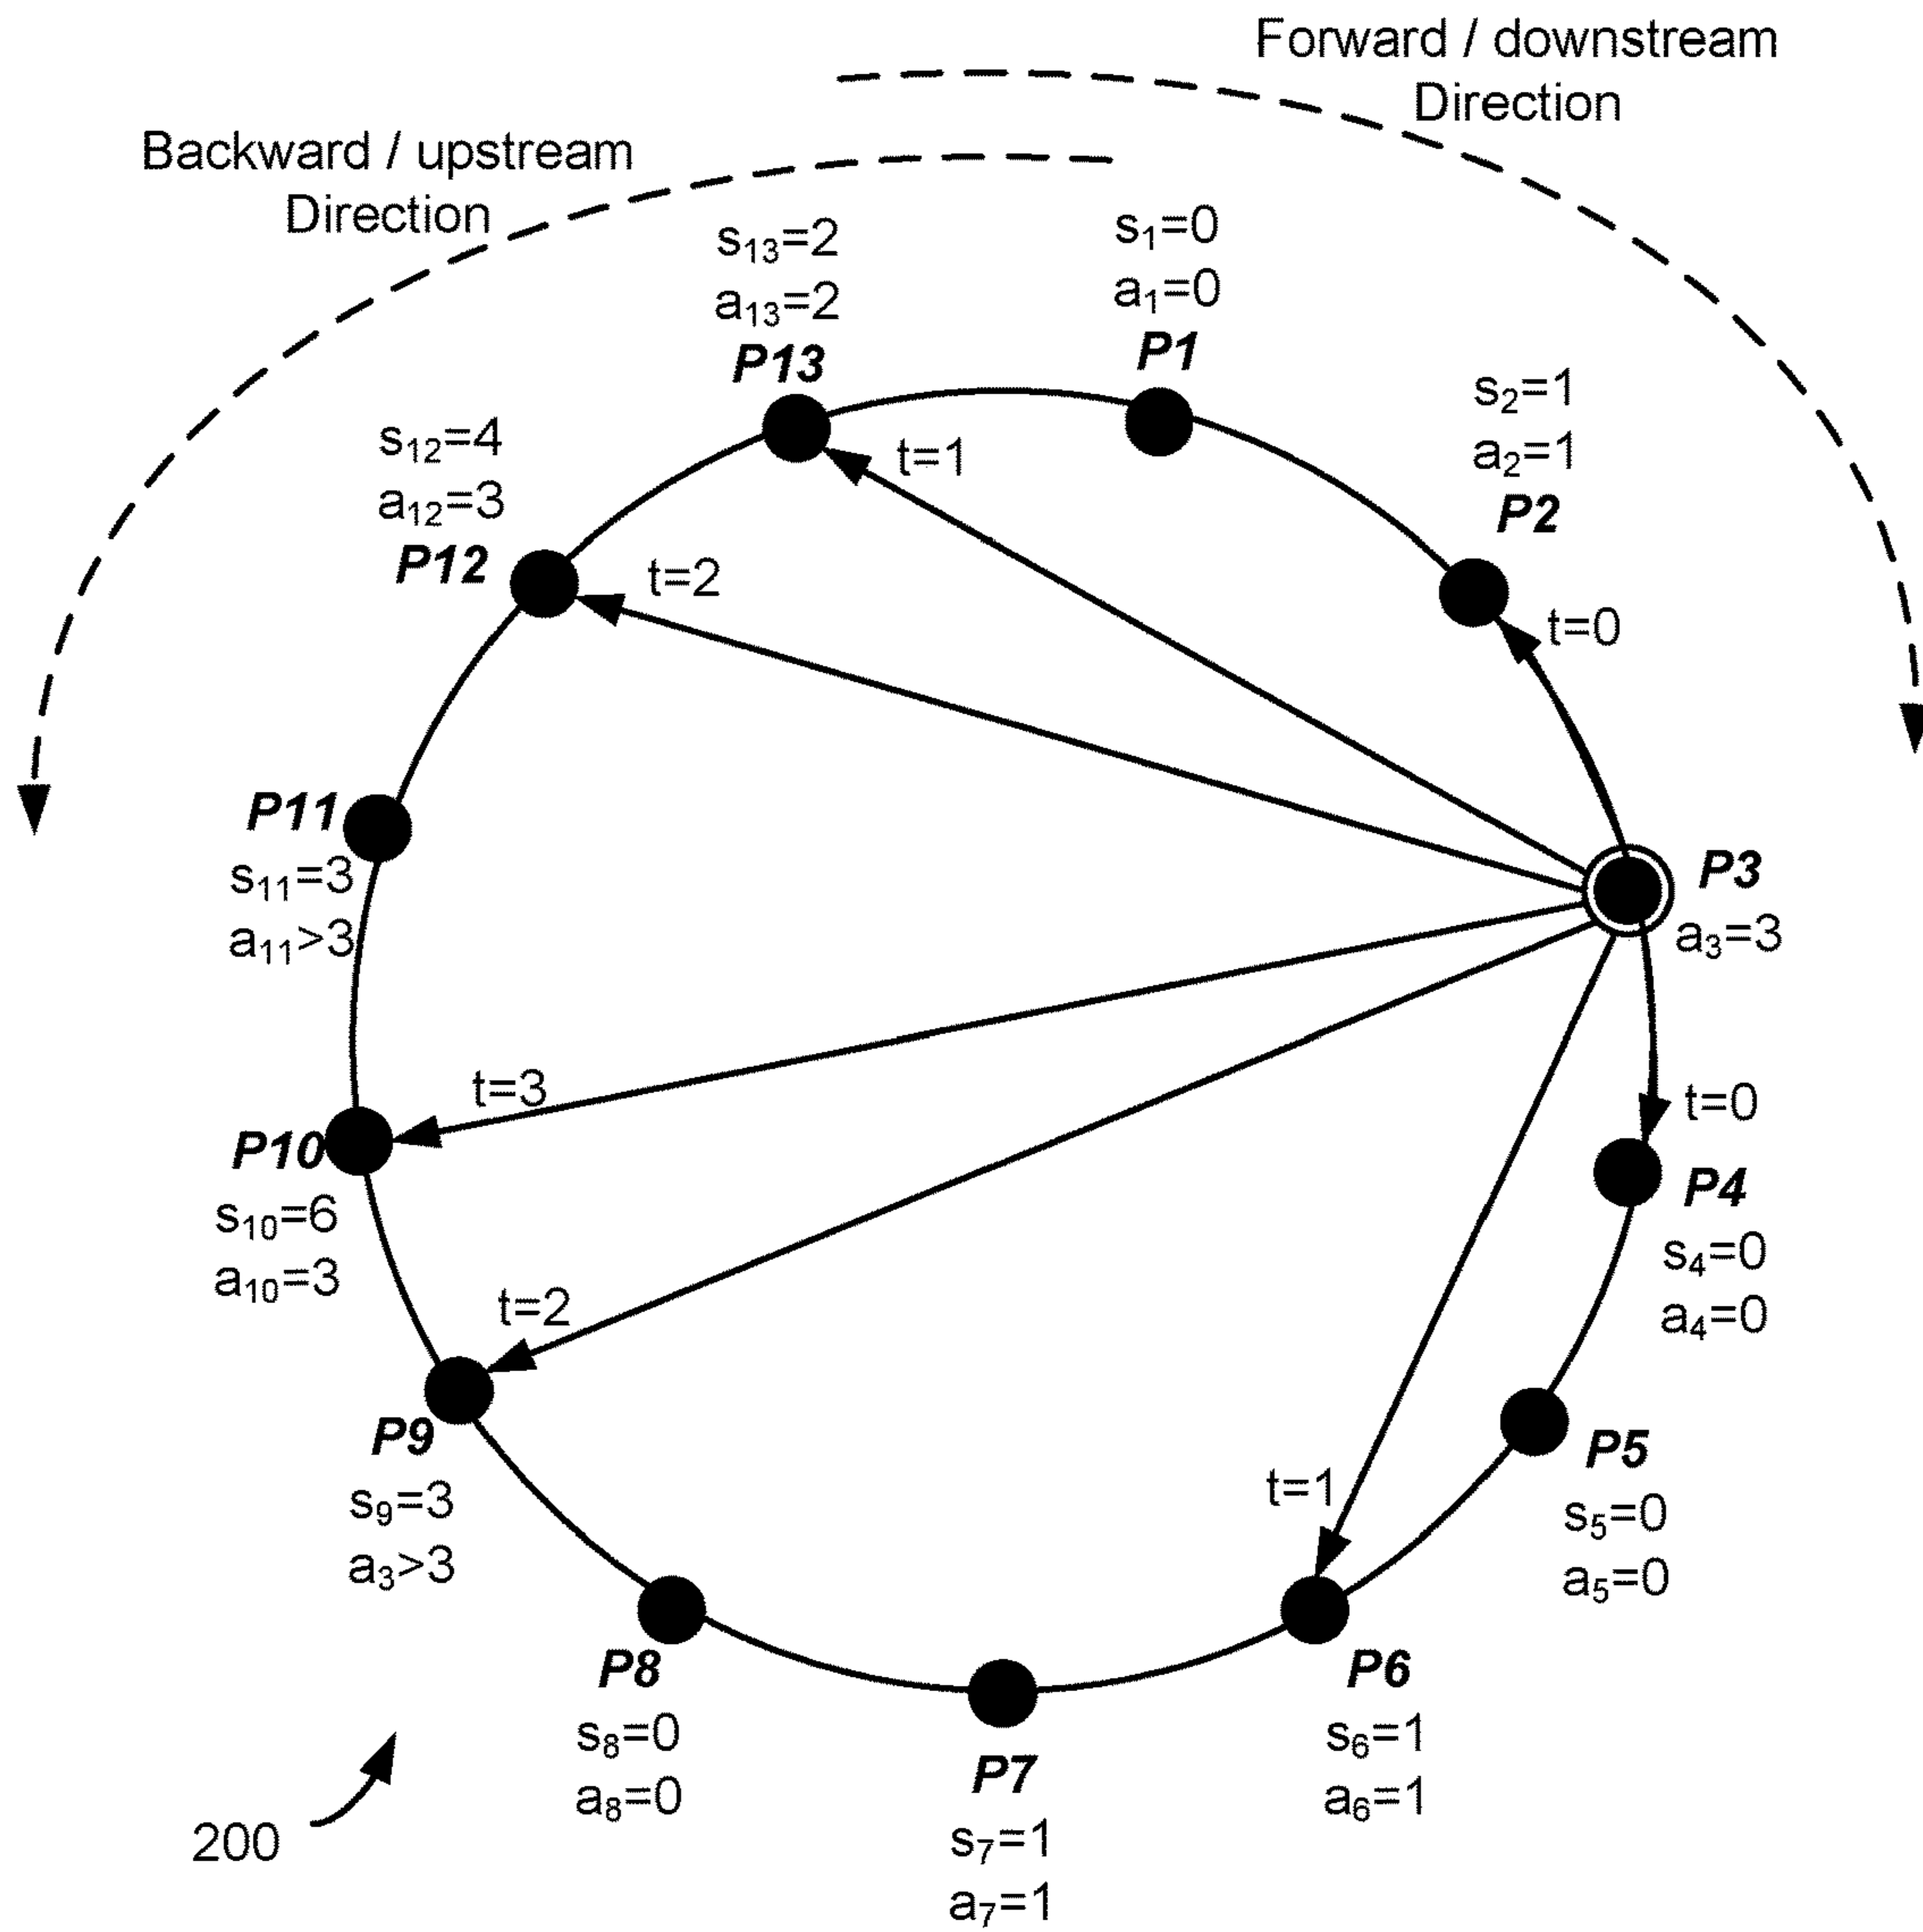 Forward / downstream
Direction
Backward / upstream
Direction
s₁₃=2
a₁₃=2
P13
s₁=0
a₁=0
P1
s₂=1
a₂=1
P2
s₁₂=4
a₁₂=3
P12
t=1
t=2
t=0
P11
s₁₁=3
a₁₁>3
P3
a₃=3
t=3
t=0
P10
s₁₀=6
a₁₀=3
P4
s₄=0
a₄=0
t=2
P9
s₉=3
a₃>3
t=1
P5
s₅=0
a₅=0
P8
s₈=0
a₈=0
P6
s₆=1
a₆=1
P7
s₇=1
a₇=1
200